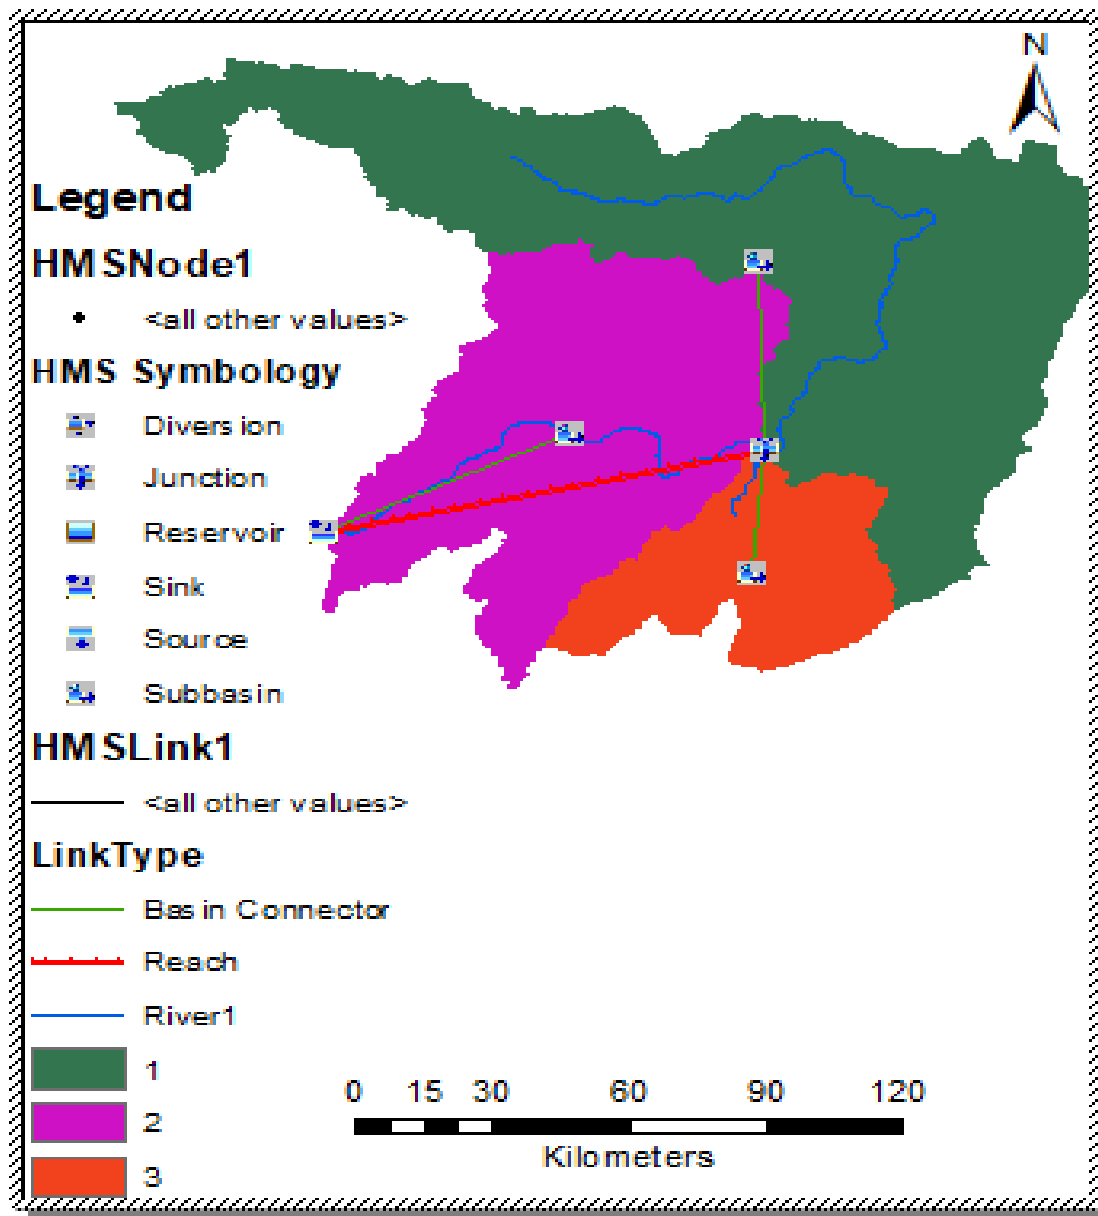 N
Legend
HMSNode1
<all other values>
HMS Symbology
Diversion
Junction
Reservoir
Sink
Source
Subbasin
HMSLink1
<all other values>
LinkType
Basin Connector
Reach
River1
1
2
3
0 15 30 60 90 120
Kilometers